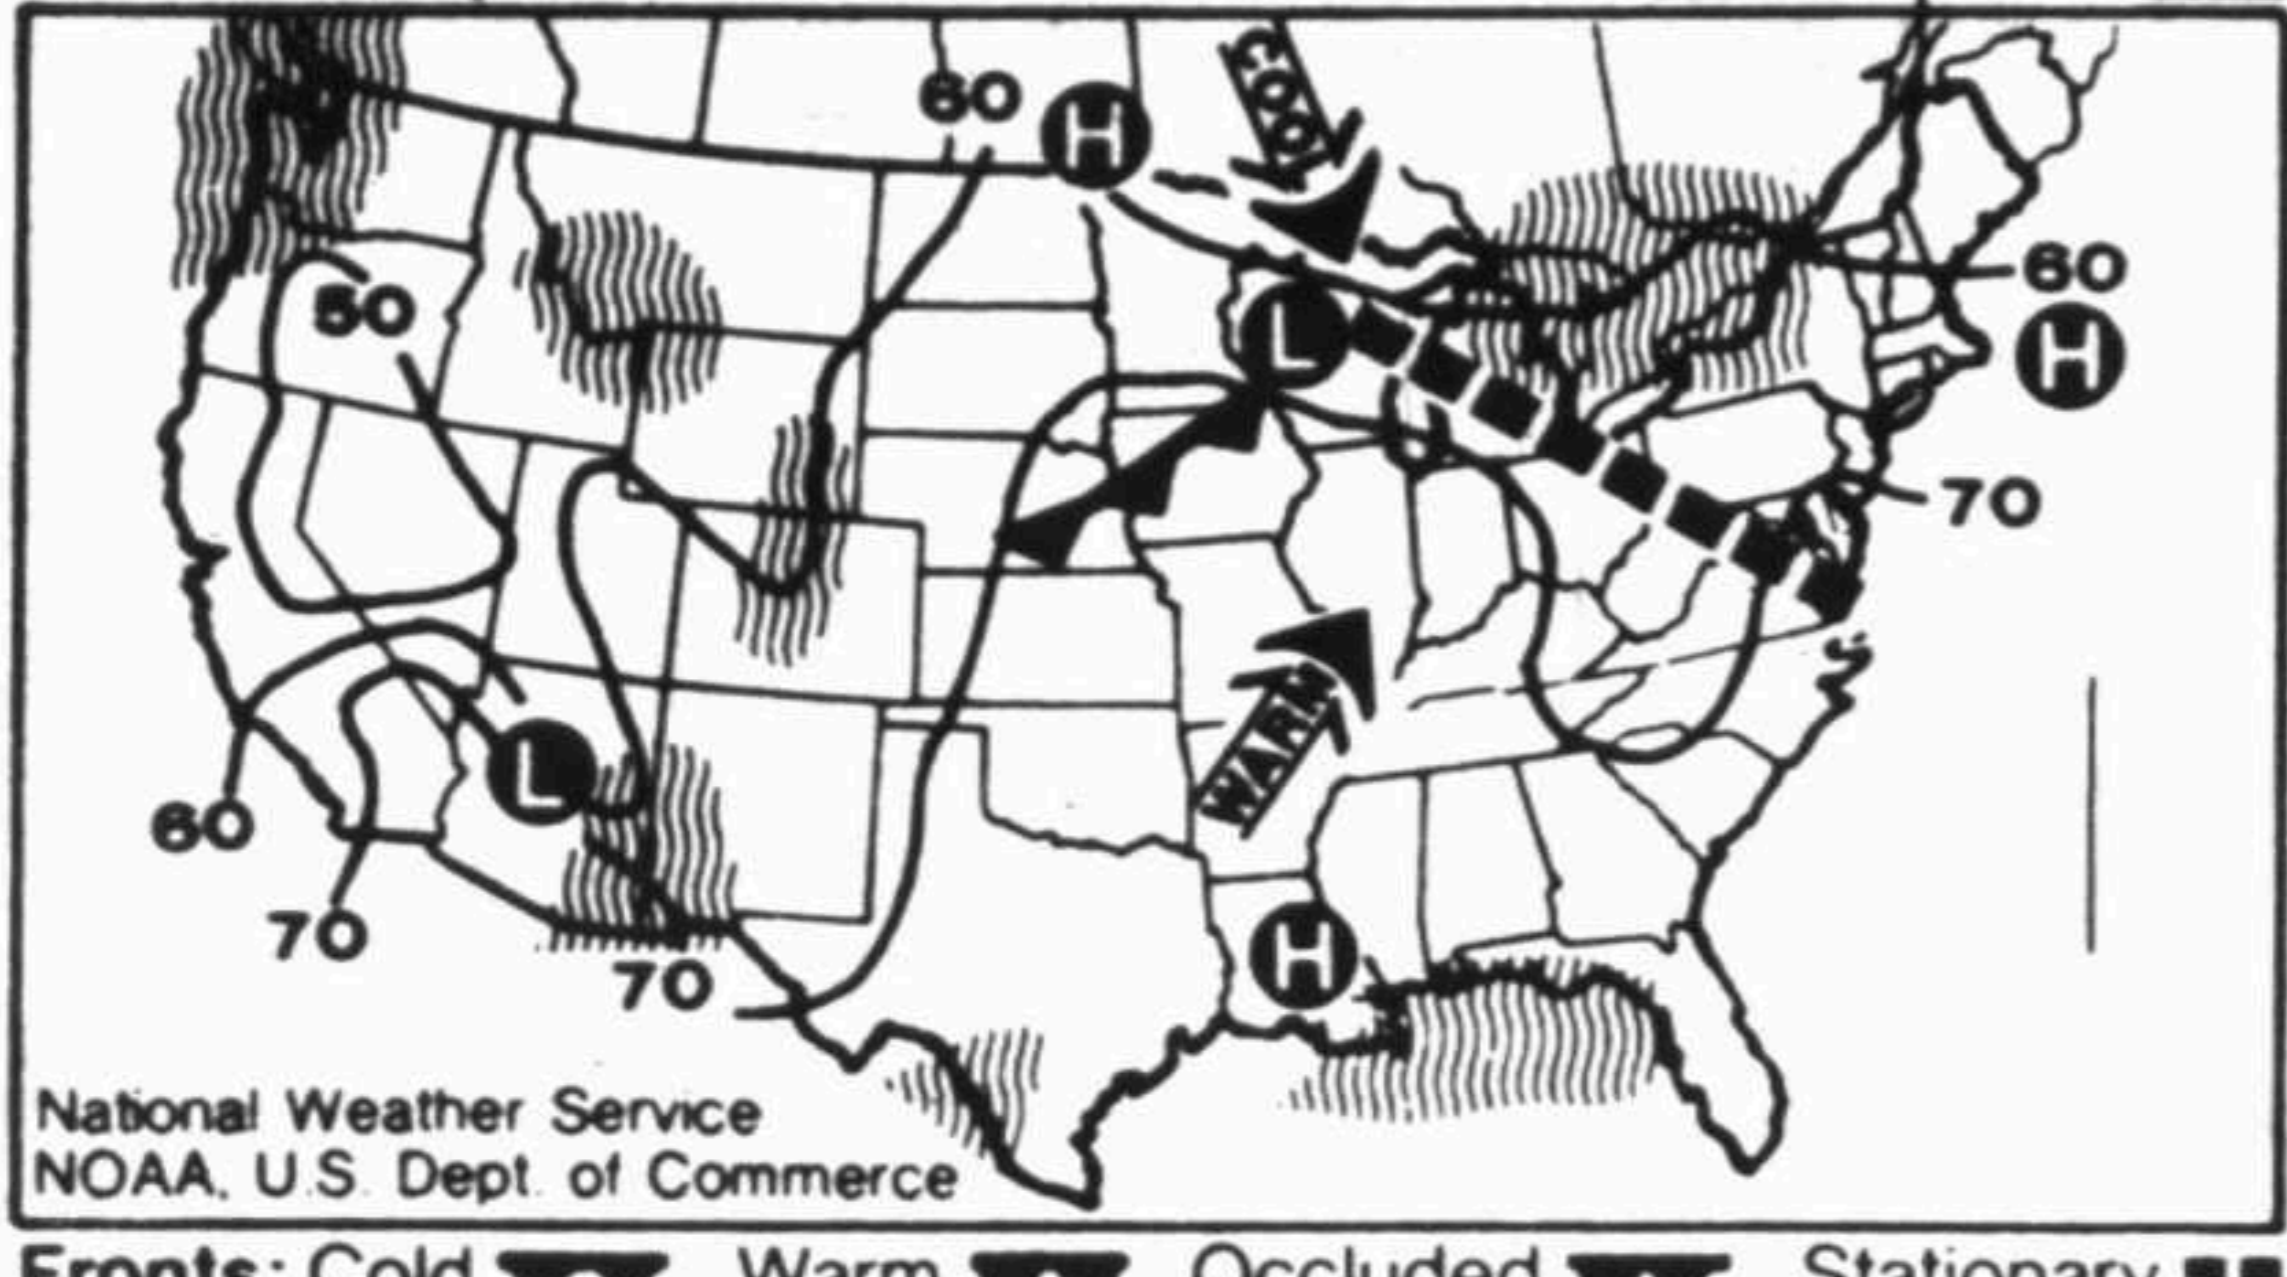 COOL
60
H
50
60
L
H
70
WARM
L
60
70
H
70
National Weather Service
NOAA, U.S. Dept. of Commerce
Fronts: Cold Warm Occluded Stationary